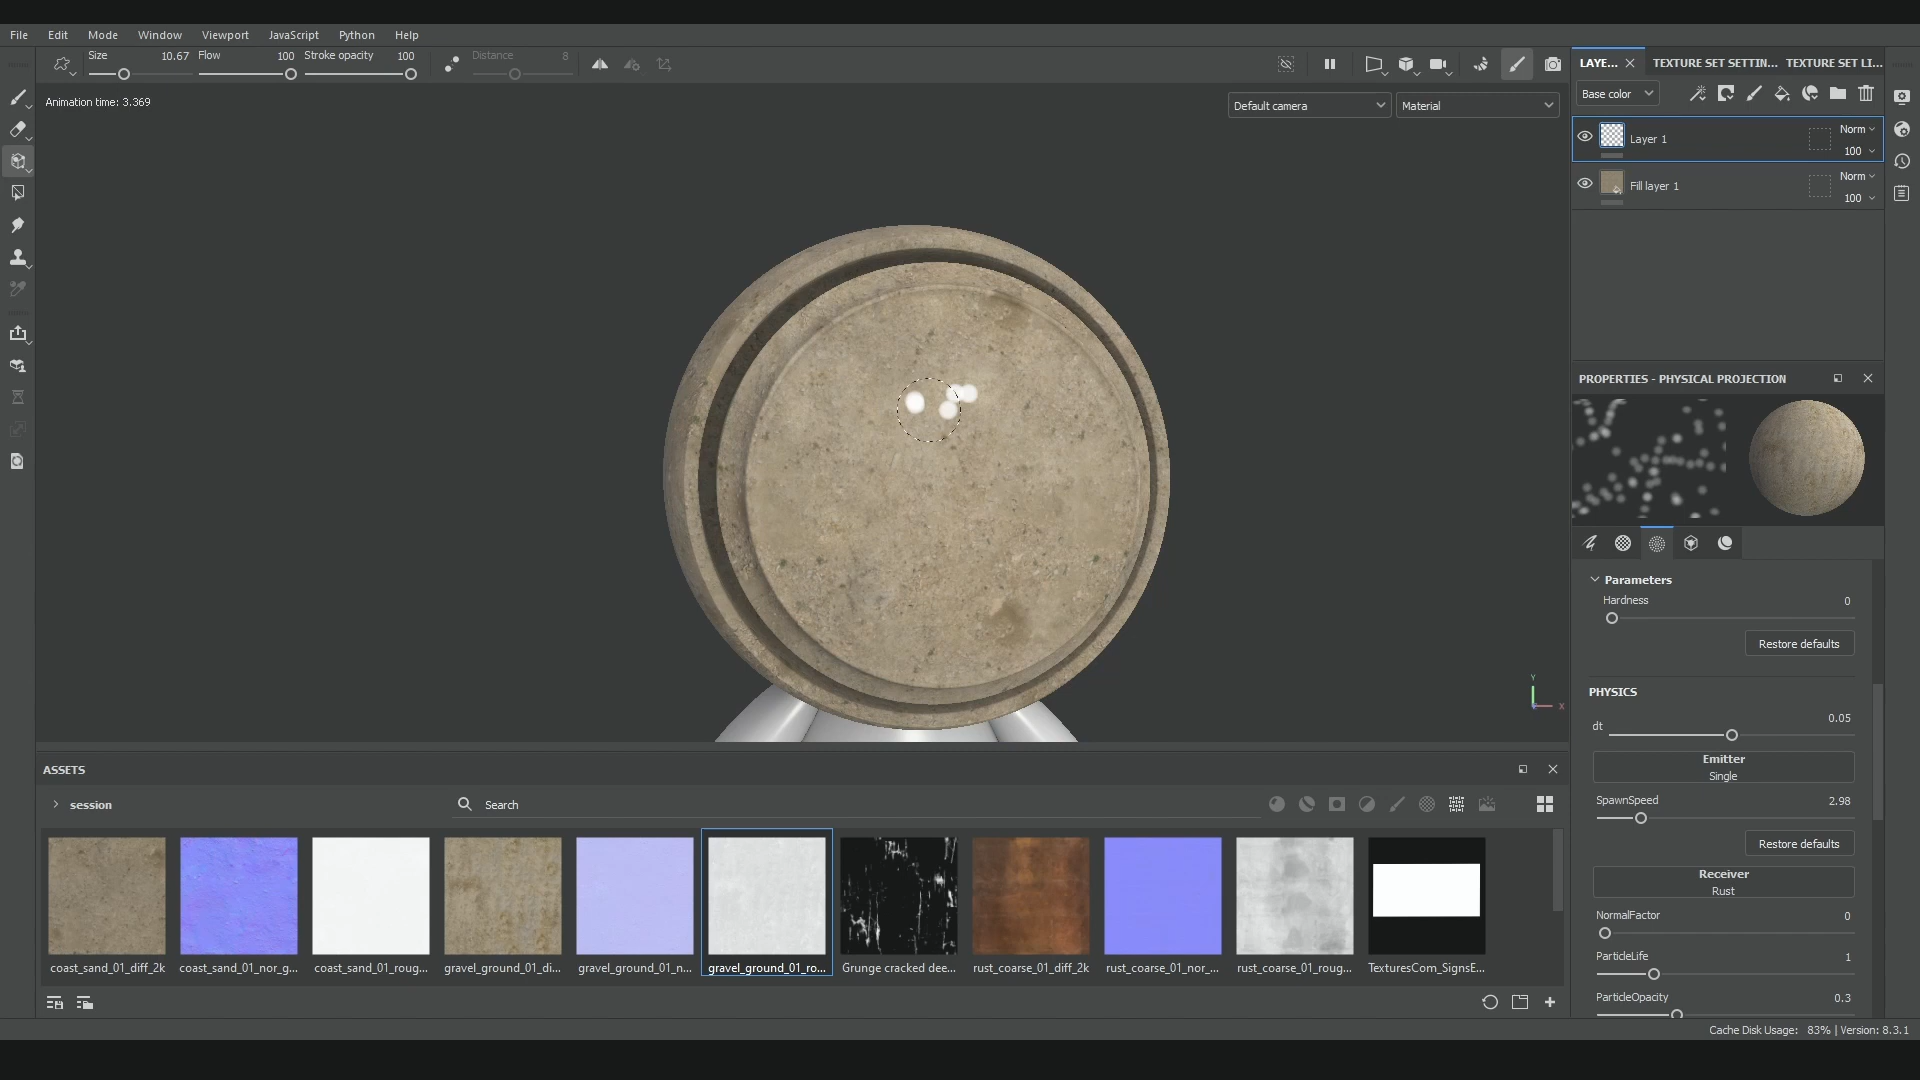 File Edit Mode Window Viewport JavaScript Python Help
Size 10.67 Flow 100 Stroke opacity 100 Distance 8
Animation time: 3.369
Default camera Material
LAYE... TEXTURE SET SETTIN... TEXTURE SET LI...
Base color
Layer 1 Norm
100
Fill layer 1 Norm
100
PROPERTIES - PHYSICAL PROJECTION
Parameters
Hardness 0
Restore defaults
PHYSICS
dt 0.05
Emitter
Single
SpawnSpeed 2.98
Restore defaults
Receiver
Rust
NormalFactor 0
ParticleLife 1
ParticleOpacity 0.3
Y
X
ASSETS
session Search
coast_sand_01_diff_2k coast_sand_01_nor_g... coast_sand_01_roug... gravel_ground_01_di... gravel_ground_01_n... gravel_ground_01_ro... Grunge cracked dee... rust_coarse_01_diff_2k rust_coarse_01_nor_... rust_coarse_01_roug... TexturesCom_SignsE...
Cache Disk Usage: 83% | Version: 8.3.1